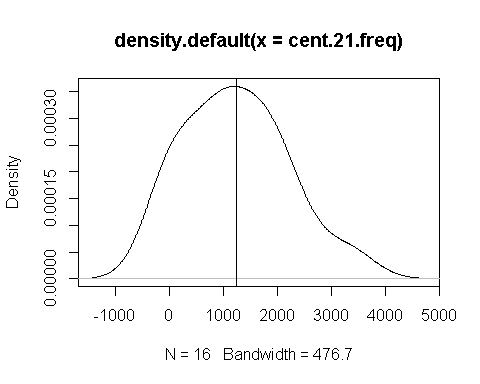 density.default(x = cent.21.freq)
Density
0.00030
0.00015
0.00000
-1000 0 1000 2000 3000 4000 5000
N = 16 Bandwidth = 476.7